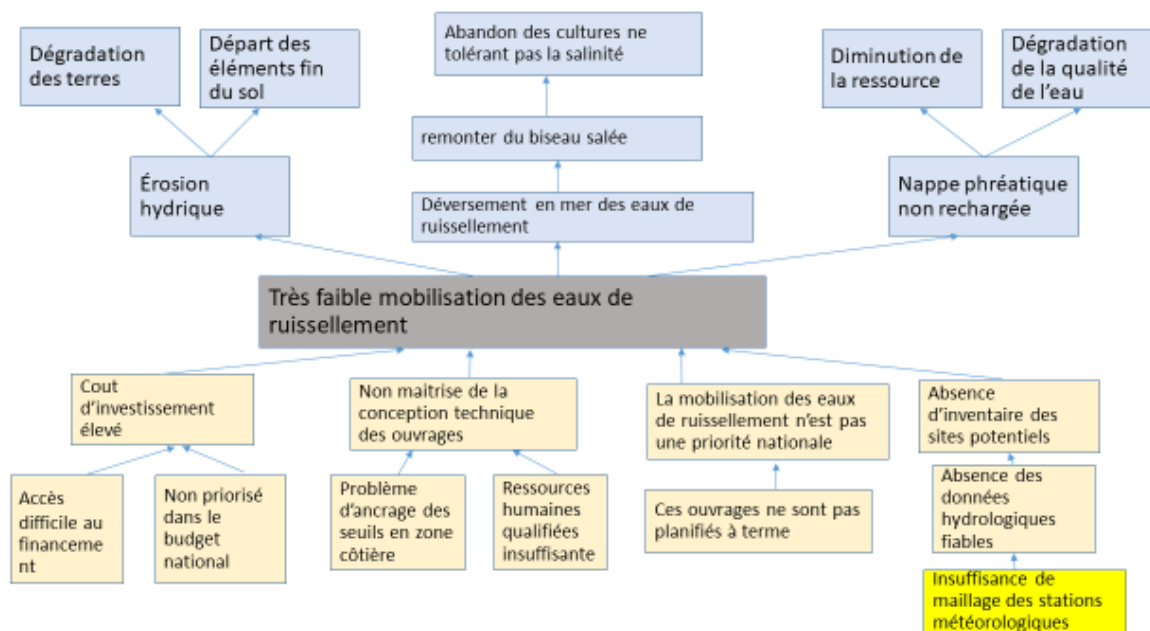 Dégradation
des terres
Départ des
éléments fin
du sol
Abandon des cultures ne
tolérant pas la salinité
Diminution de
la ressource
Dégradation
de la qualité
de l'eau
remonter du biseau salée
Érosion
hydrique
Déversement en mer des eaux de
ruissellement
Nappe phréatique
non rechargée
Très faible mobilisation des eaux de
ruissellement
Cout
d'investissement
élevé
Non maitrise de la
conception technique
des ouvrages
La mobilisation des eaux
de ruissellement n'est pas
une priorité nationale
Absence
d'inventaire des
sites potentiels
Accès
difficile au
financeme
nt
Non priorisé
dans le
budget
national
Problème
d'ancrage des
seuils en zone
côtière
Ressources
humaines
qualifiées
insuffisante
Ces ouvrages ne sont pas
planifiés à terme
Absence des
données
hydrologiques
fiables
Insuffisance de
maillage des stations
météorologiques